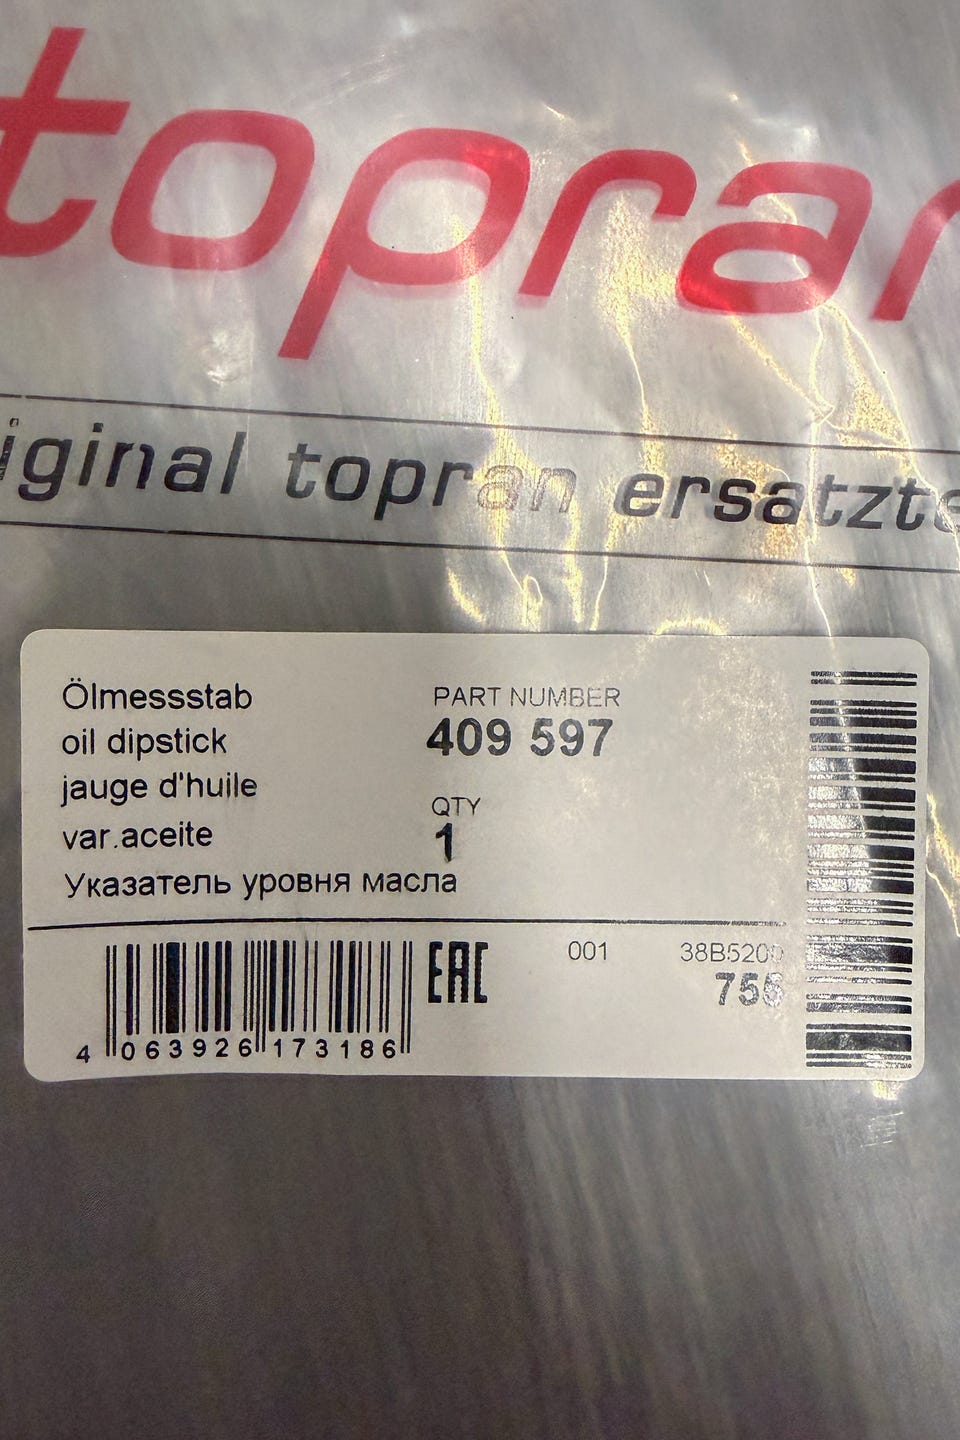 topran
original topran ersatzte
Ölmessstab
oil dipstick
jauge d'huile
var.aceite
Указатель уровня масла
PART NUMBER
409 597
QTY
1
4 063926 173186
EAC
001
38B5200